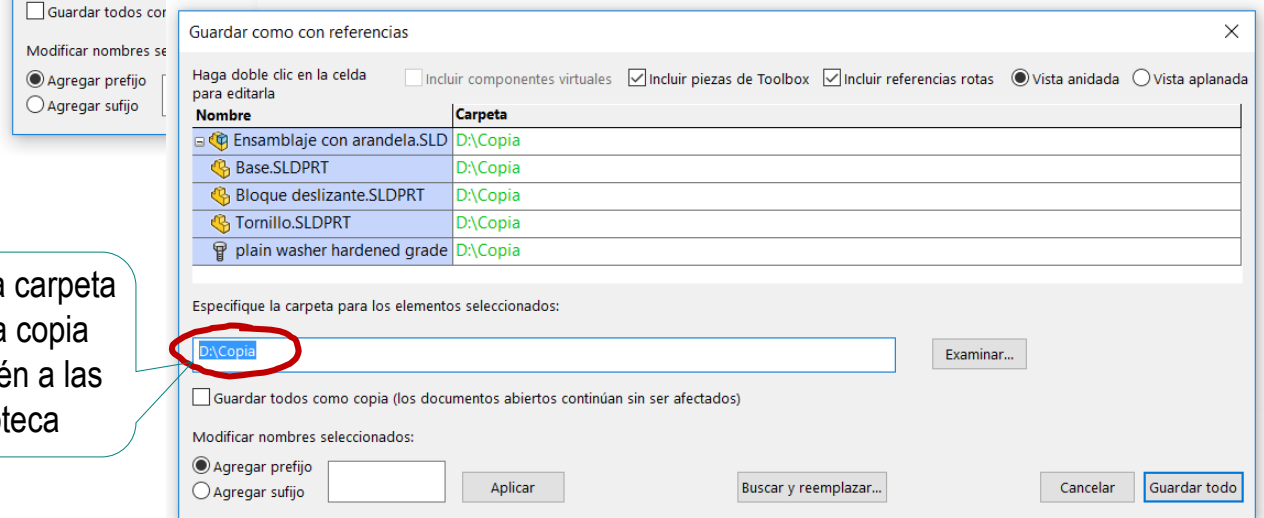 Guardar todos cor
Modificar nombres se
Agregar prefijo
Agregar sufijo
Guardar como con referencias
Haga doble clic en la celda
para editarla
Incluir componentes virtuales Incluir piezas de Toolbox Incluir referencias rotas Vista anidada Vista aplanada
Nombre Carpeta
Ensamblaje con arandela.SLD D:\Copia
Base.SLDPRT D:\Copia
Bloque deslizante.SLDPRT D:\Copia
Tornillo.SLDPRT D:\Copia
plain washer hardened grade D:\Copia
a carpeta
a copia
én a las
oteca
Especifique la carpeta para los elementos seleccionados:
D:\Copia Examinar...
Guardar todos como copia (los documentos abiertos continúan sin ser afectados)
Modificar nombres seleccionados:
Agregar prefijo
Agregar sufijo
Aplicar Buscar y reemplazar... Cancelar Guardar todo